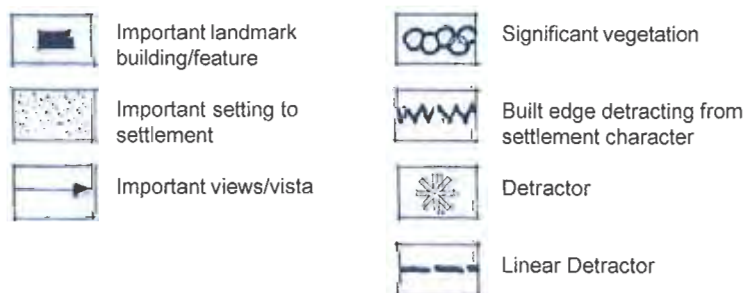 Important landmark
building/feature
Important setting to
settlement
Important views/vista
Significant vegetation
Built edge detracting from
settlement character
Detractor
Linear Detractor